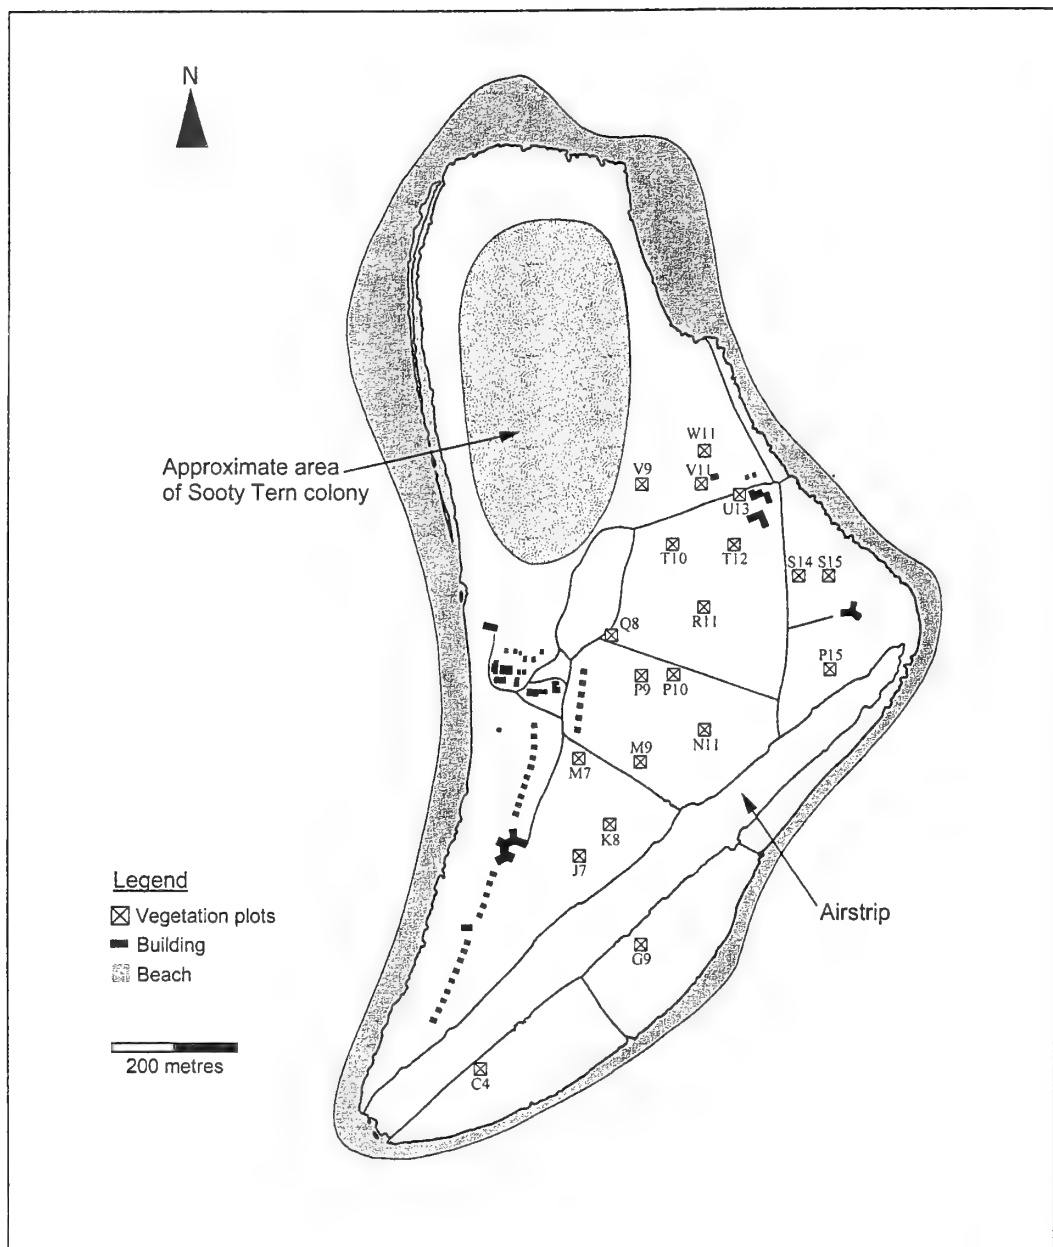 N
W11
V9
V11
U13
Approximate area
of Sooty Tern colony
T10
T12
S14
S15
R11
Q8
P15
P9
P10
N11
M9
M7
K8
J7
Legend
Vegetation plots
Building
Beach
Airstrip
G9
200 metres
C4